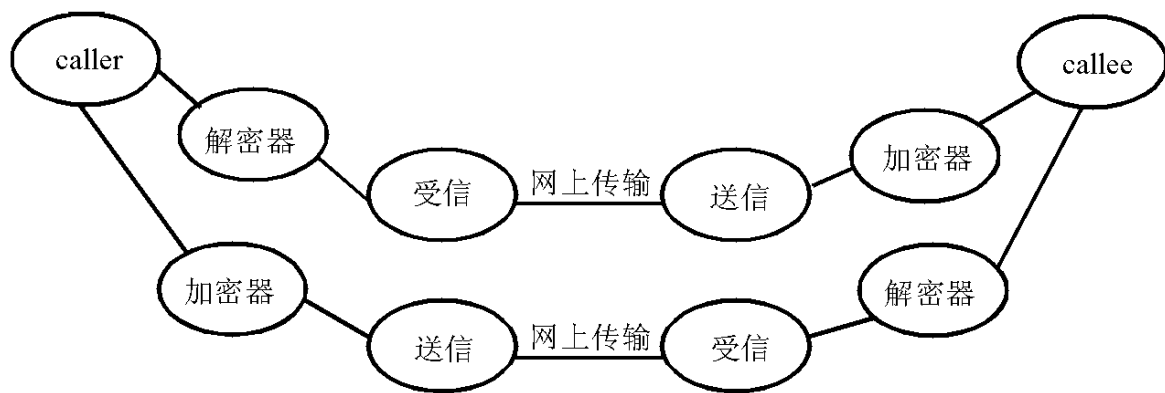 caller
callee
解密器
加密器
受信
网上传输
送信
加密器
解密器
送信
网上传输
受信